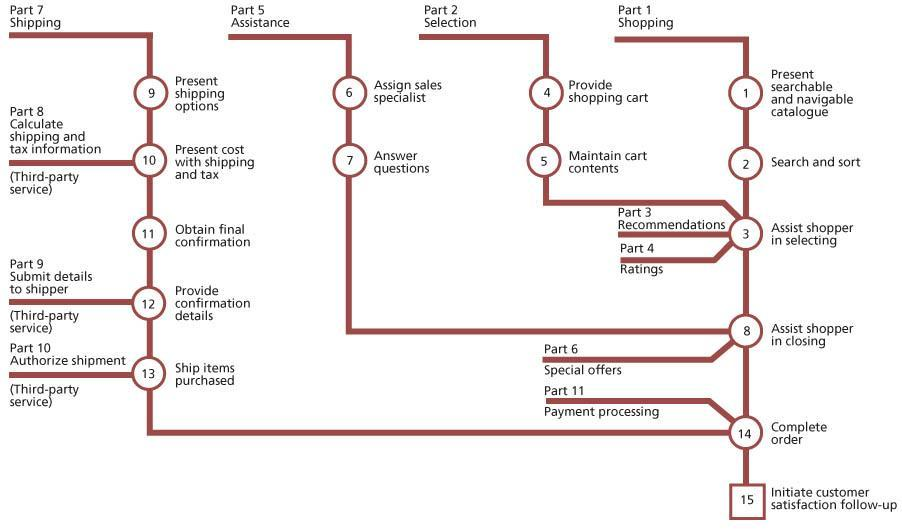 Part 7
Shipping
Part 5
Assistance
Part 2
Selection
Part 1
Shopping
9
Present
shipping
options
6
Assign sales
specialist
4
Provide
shopping cart
1
Present
searchable
and navigable
catalogue
Part 8
Calculate
shipping and
tax information
(Third-party
service)
10
Present cost
with shipping
and tax
7
Answer
questions
5
Maintain cart
contents
2
Search and sort
11
Obtain final
confirmation
Part 3
Recommendations
Part 4
Ratings
3
Assist shopper
in selecting
Part 9
Submit details
to shipper
(Third-party
service)
12
Provide
confirmation
details
8
Assist shopper
in closing
Part 10
Authorize shipment
(Third-party
service)
13
Ship items
purchased
Part 6
Special offers
Part 11
Payment processing
14
Complete
order
15
Initiate customer
satisfaction follow-up